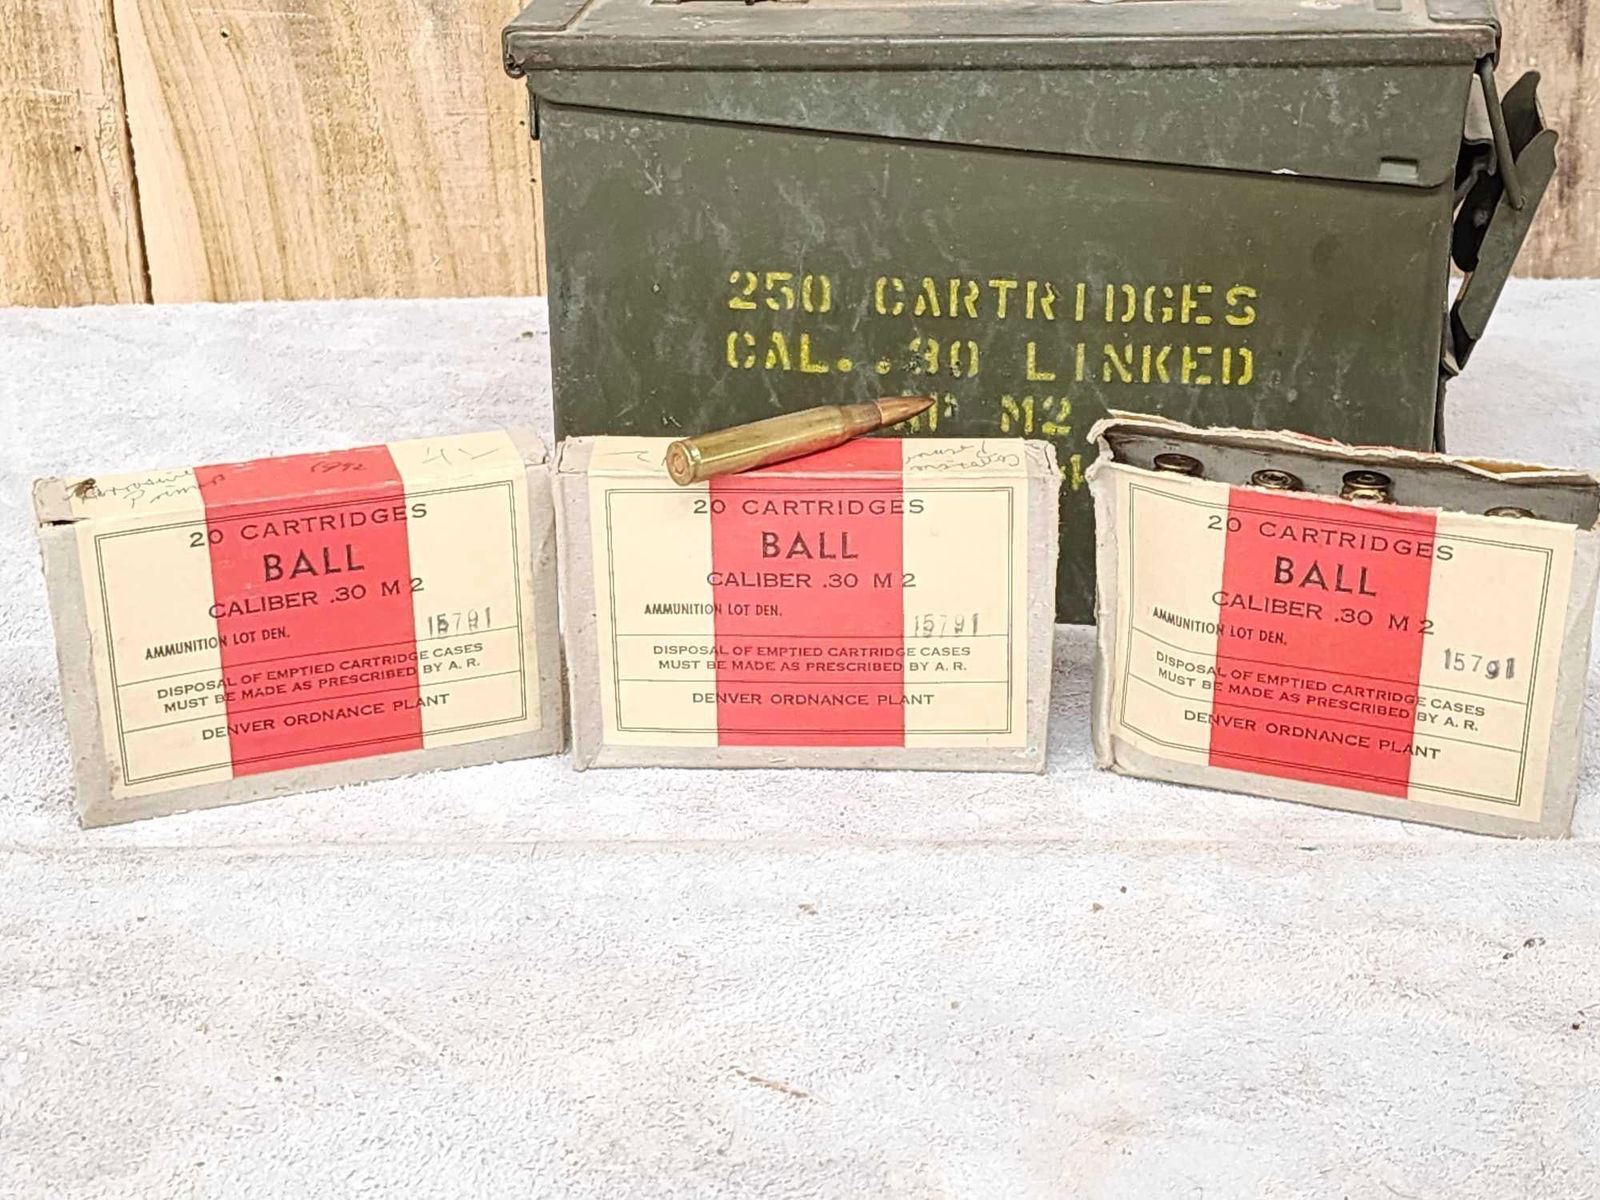 250 CARTRIDGES
CAL. .30 LINKED
M2
1992
20 CARTRIDGES
BALL
CALIBER .30 M 2
AMMUNITION LOT DEN.
15791
DISPOSAL OF EMPTIED CARTRIDGE CASES
MUST BE MADE AS PRESCRIBED BY A. R.
DENVER ORDNANCE PLANT
20 CARTRIDGES
BALL
CALIBER .30 M 2
AMMUNITION LOT DEN.
15791
DISPOSAL OF EMPTIED CARTRIDGE CASES
MUST BE MADE AS PRESCRIBED BY A. R.
DENVER ORDNANCE PLANT
20 CARTRIDGES
BALL
CALIBER .30 M 2
AMMUNITION LOT DEN.
15791
DISPOSAL OF EMPTIED CARTRIDGE CASES
MUST BE MADE AS PRESCRIBED BY A. R.
DENVER ORDNANCE PLANT